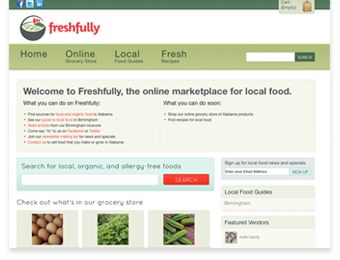 Cart:
(Empty)
freshfully
Home
Online
Grocery Store
Local
Food Guides
Fresh
Recipes
SEARCH
Welcome to Freshfully, the online marketplace for local food.
What you can do on Freshfully:
Find sources for local and organic food in Alabama
See our guide to local food in Birmingham
Read articles from our Birmingham locavore
Come say "hi" to us on Facebook or Twitter
Join our newsletter mailing list for news and specials
Contact us to sell food that you make or grow in Alabama
What you can do soon:
Shop our online grocery store of Alabama products
Find recipes for local food
Search for local, organic, and allergy-free foods
SEARCH
Check out what's in our grocery store
Sign up for local food news and specials
Enter your Email Address
SIGN UP
Local Food Guides
Birmingham
Featured Vendors